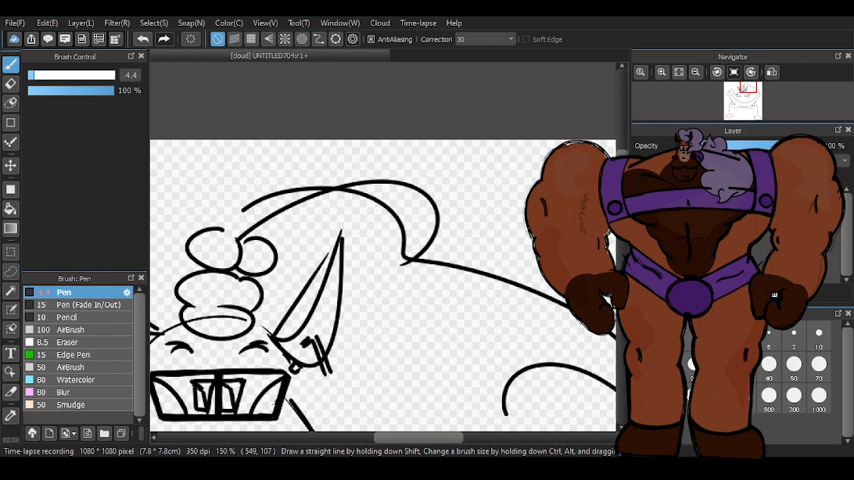 File(F) Edit(E) Layer(L) Filter(R) Select(S) Snap(N) Color(C) View(V) Tool(T) Window(W) Cloud Time-lapse Help
AntiAliasing Correction 30 Soft Edge
Brush Control
[cloud] UNTITLED704:r1+
Navigator
4.4
100 %
Layer
Opacity 100 %
Brush: Pen
4.4 Pen
15 Pen (Fade In/Out)
10 Pencil
100 AirBrush
8.5 Eraser
15 Edge Pen
50 AirBrush
80 Watercolor
80 Blur
50 Smudge
5 7 10
40 50 70
500 700 1000
Time-lapse recording 1080 * 1080 pixel (7.8 * 7.8cm) 350 dpi 150 % (549, 107) Draw a straight line by holding down Shift, Change a brush size by holding down Ctrl, Alt, and draggin